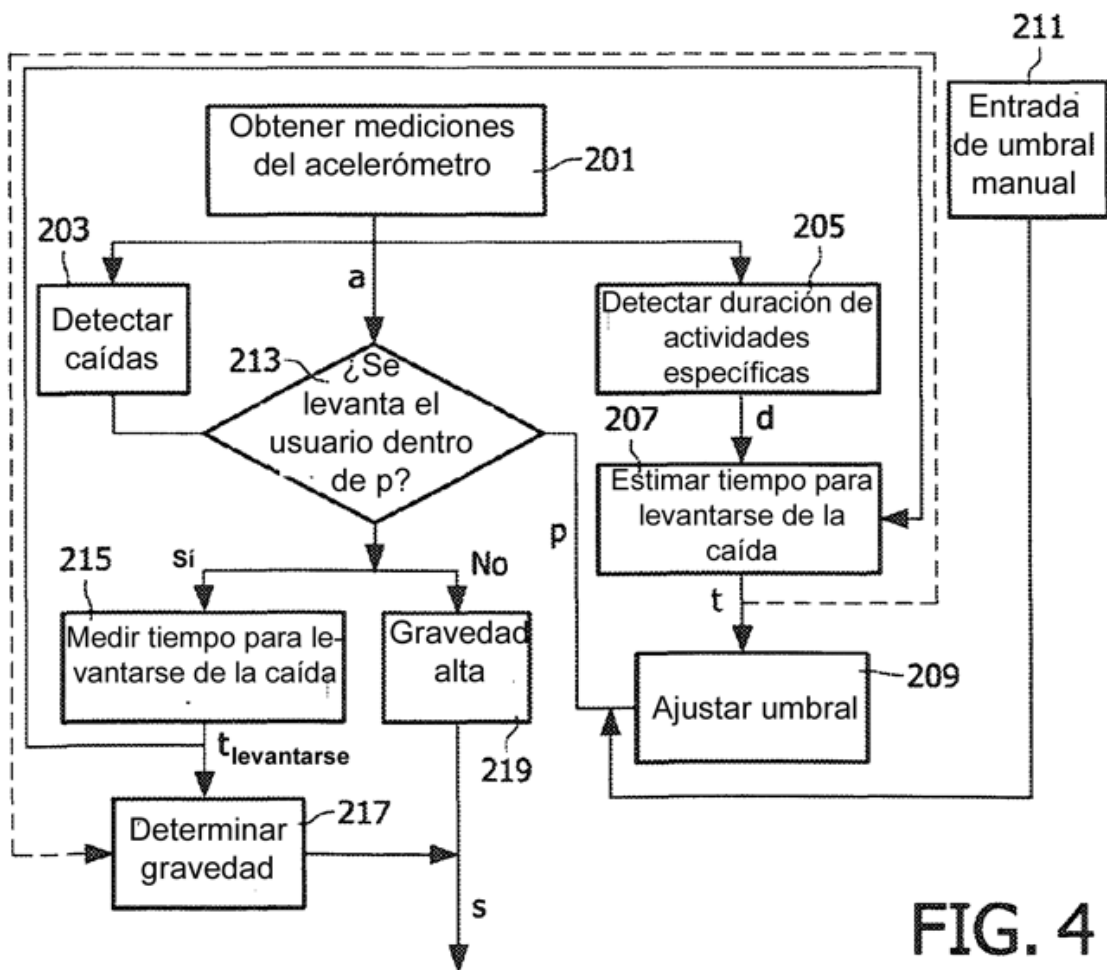 211
Entrada
de umbral
manual
Obtener mediciones
del acelerómetro
201
203
Detectar
caídas
a
205
Detectar duración de
actividades
específicas
213
¿Se
levanta el
usuario dentro
de p?
d
207
Estimar tiempo para
levantarse de la
caída
p
t
sí
No
215
Medir tiempo para le-
vantarse de la caída
Gravedad
alta
219
Ajustar umbral
209
tlevantarse
Determinar
gravedad
217
s
FIG. 4